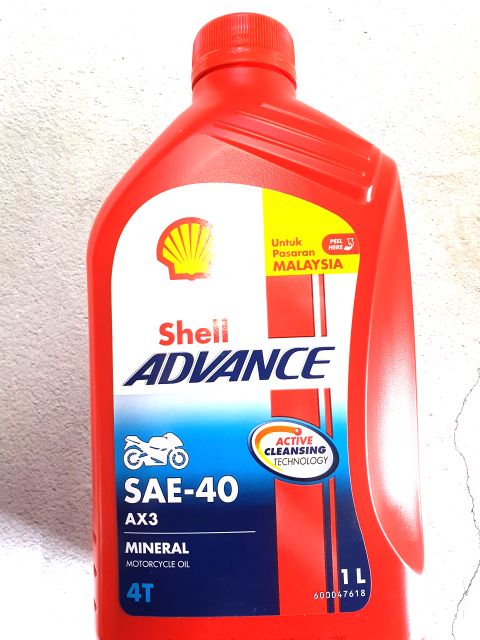 Untuk
Pasaran
MALAYSIA
PEEL
HERE
Shell
ADVANCE
ACTIVE
CLEANSING
TECHNOLOGY
SAE-40
AX3
MINERAL
MOTORCYCLE OIL
4T
1 L
600047618